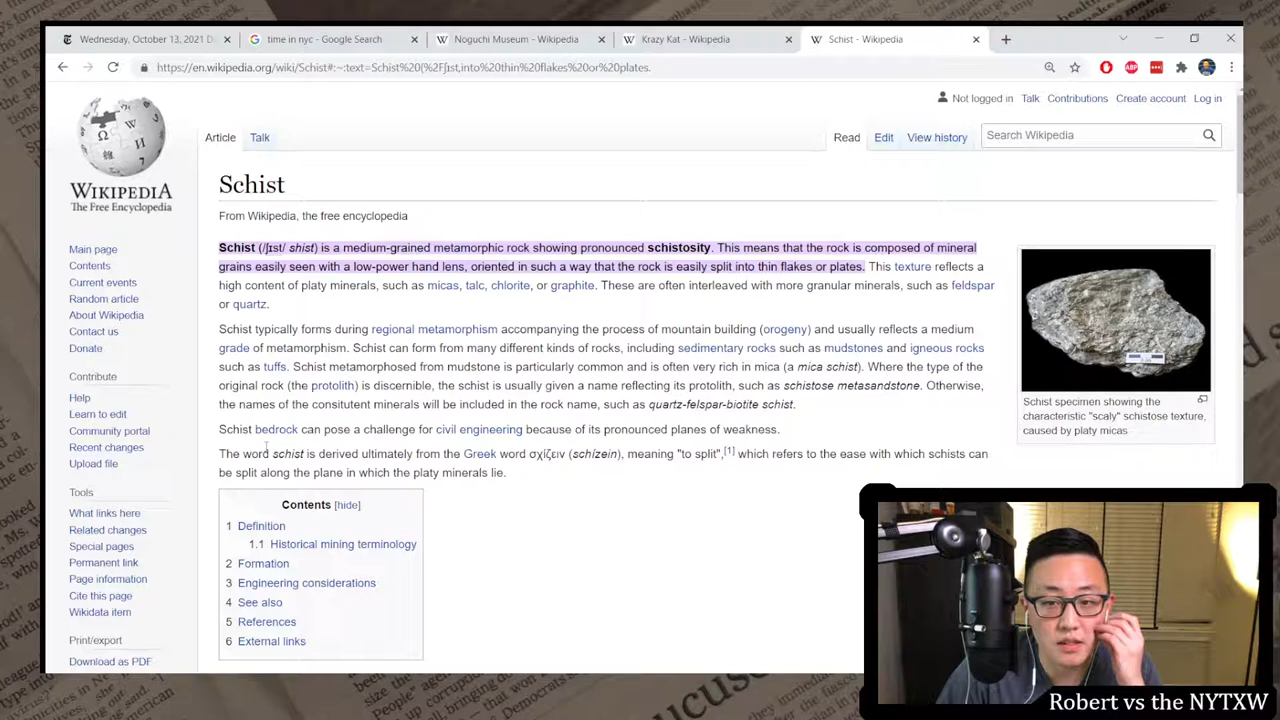 Wednesday, October 13, 2021 D
time in nyc - Google Search
Noguchi Museum - Wikipedia
Krazy Kat - Wikipedia
Schist - Wikipedia
https://en.wikipedia.org/wiki/Schist#:~:text=Schist%20(%2Fʃɪst,into%20thin%20flakes%20or%20plates.
Not logged in Talk Contributions Create account Log in
Article Talk
Read Edit View history Search Wikipedia
WIKIPEDIA
The Free Encyclopedia
Main page
Contents
Current events
Random article
About Wikipedia
Contact us
Donate
Contribute
Help
Learn to edit
Community portal
Recent changes
Upload file
Tools
What links here
Related changes
Special pages
Permanent link
Page information
Cite this page
Wikidata item
Print/export
Download as PDF
Schist
From Wikipedia, the free encyclopedia
Schist (/ʃɪst/ shist) is a medium-grained metamorphic rock showing pronounced schistosity. This means that the rock is composed of mineral
grains easily seen with a low-power hand lens, oriented in such a way that the rock is easily split into thin flakes or plates. This texture reflects a
high content of platy minerals, such as micas, talc, chlorite, or graphite. These are often interleaved with more granular minerals, such as feldspar
or quartz.
Schist typically forms during regional metamorphism accompanying the process of mountain building (orogeny) and usually reflects a medium
grade of metamorphism. Schist can form from many different kinds of rocks, including sedimentary rocks such as mudstones and igneous rocks
such as tuffs. Schist metamorphosed from mudstone is particularly common and is often very rich in mica (a mica schist). Where the type of the
original rock (the protolith) is discernible, the schist is usually given a name reflecting its protolith, such as schistose metasandstone. Otherwise,
the names of the constitutent minerals will be included in the rock name, such as quartz-felspar-biotite schist.
Schist bedrock can pose a challenge for civil engineering because of its pronounced planes of weakness.
The word schist is derived ultimately from the Greek word σχίζειν (schízein), meaning "to split",[1] which refers to the ease with which schists can
be split along the plane in which the platy minerals lie.
Schist specimen showing the
characteristic "scaly" schistose texture,
caused by platy micas
Contents [hide]
1 Definition
1.1 Historical mining terminology
2 Formation
3 Engineering considerations
4 See also
5 References
6 External links
Robert vs the NYTXW